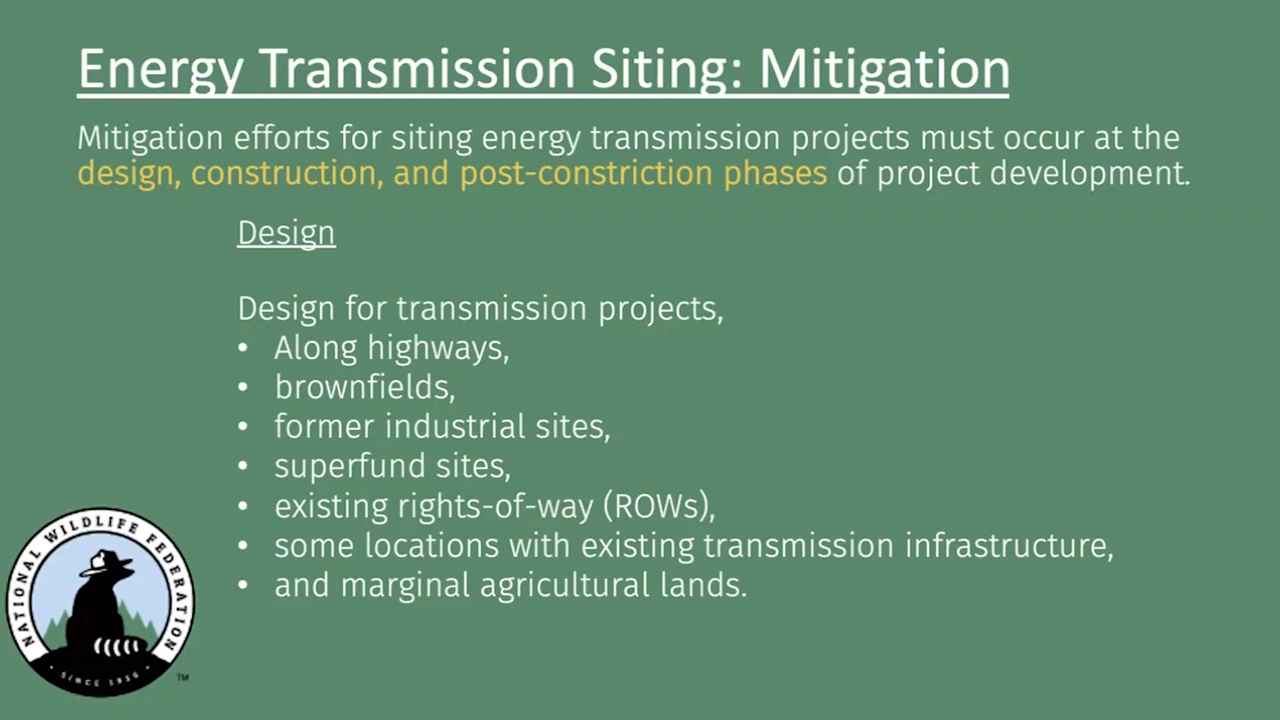 Energy Transmission Siting: Mitigation
Mitigation efforts for siting energy transmission projects must occur at the
design, construction, and post-constriction phases of project development.
Design
Design for transmission projects,
• Along highways,
• brownfields,
• former industrial sites,
• superfund sites,
• existing rights-of-way (ROWs),
• some locations with existing transmission infrastructure,
• and marginal agricultural lands.
NATIONAL WILDLIFE FEDERATION
• SINCE 1936 •
TM